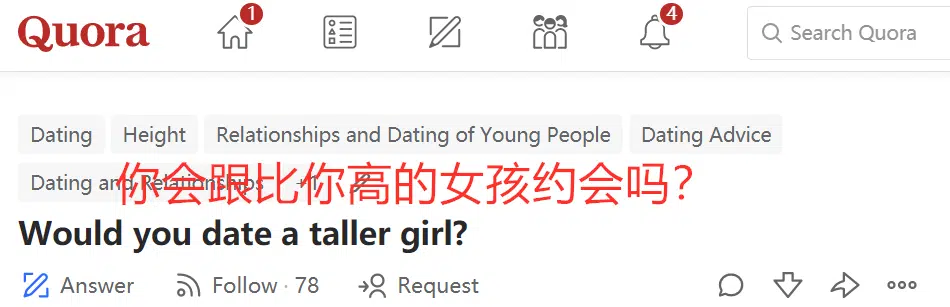 Quora 1 4 Search Quora
Dating Height Relationships and Dating of Young People Dating Advice
Dating and Relationships +1
你会跟比你高的女孩约会吗?
Would you date a taller girl?
Answer Follow · 78 Request